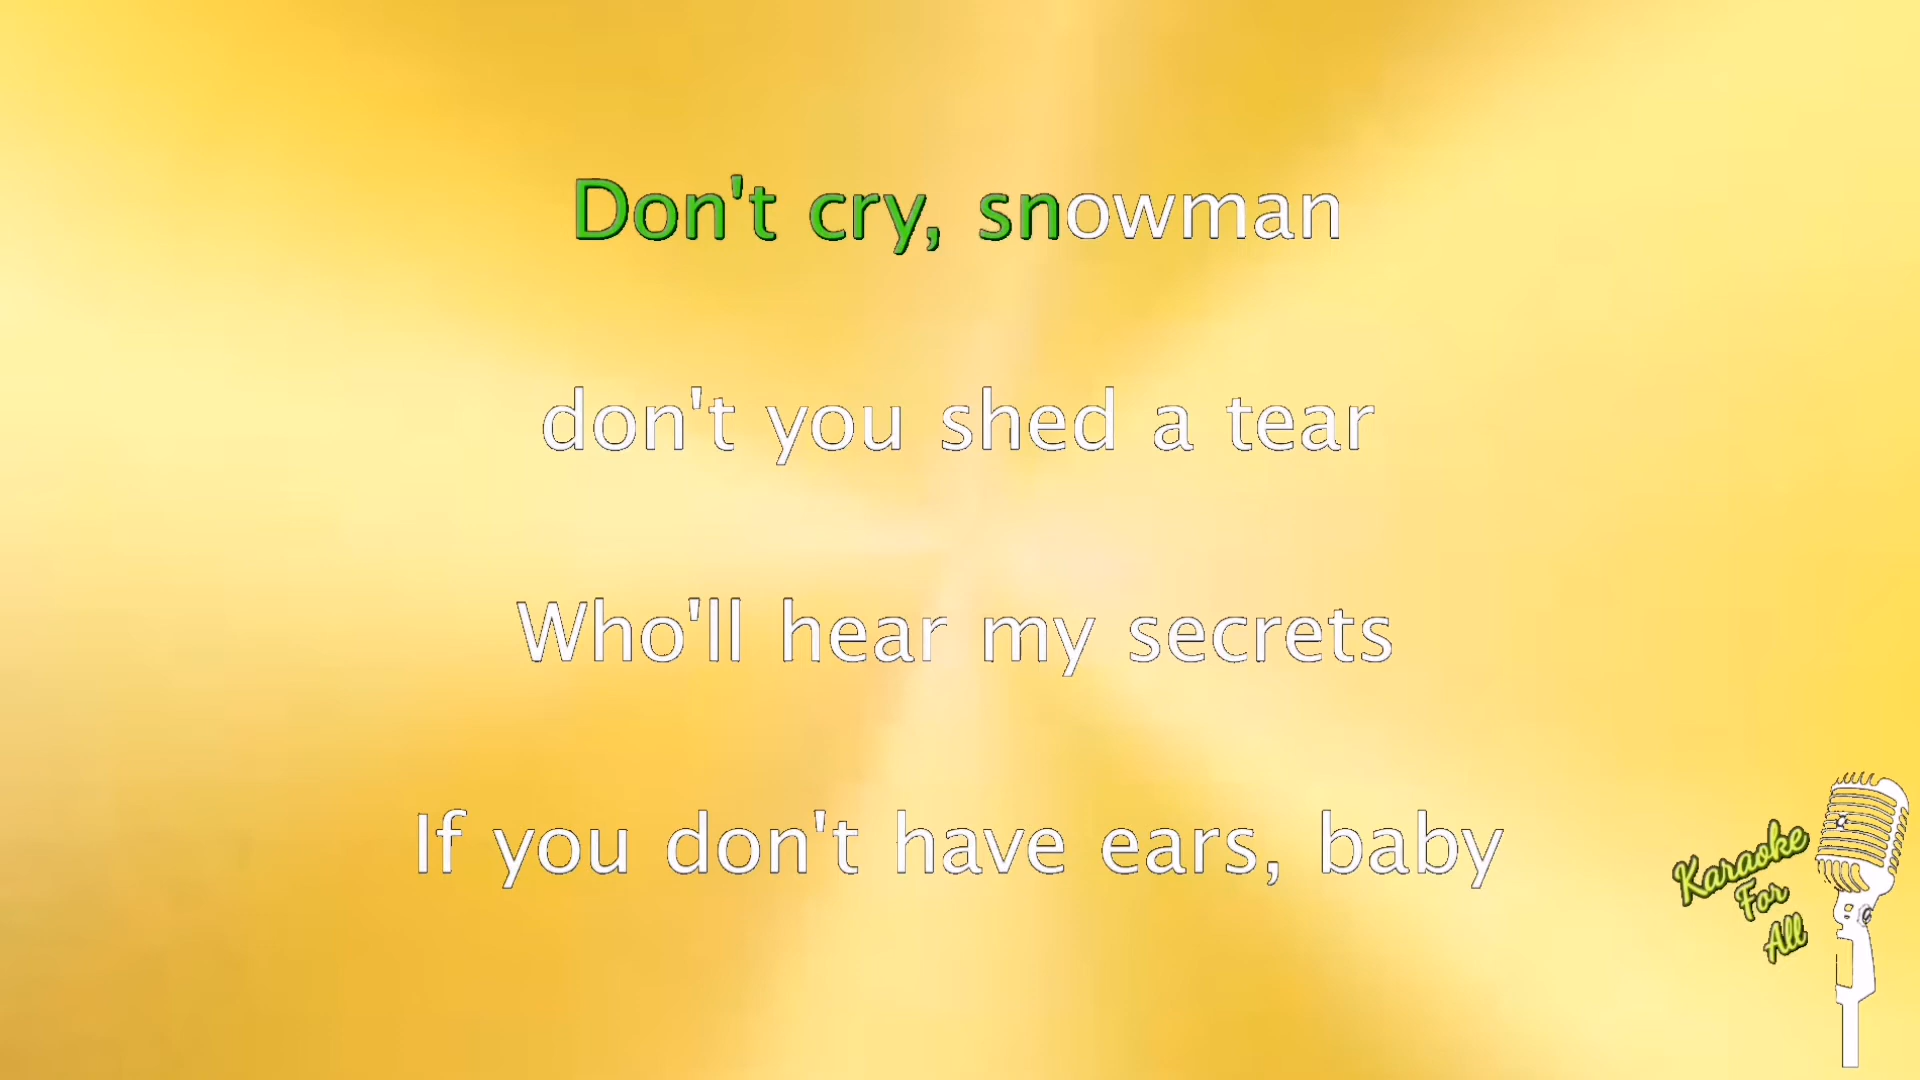 Don't cry, snowman
don't you shed a tear
Who'll hear my secrets
If you don't have ears, baby
Karaoke
For
All